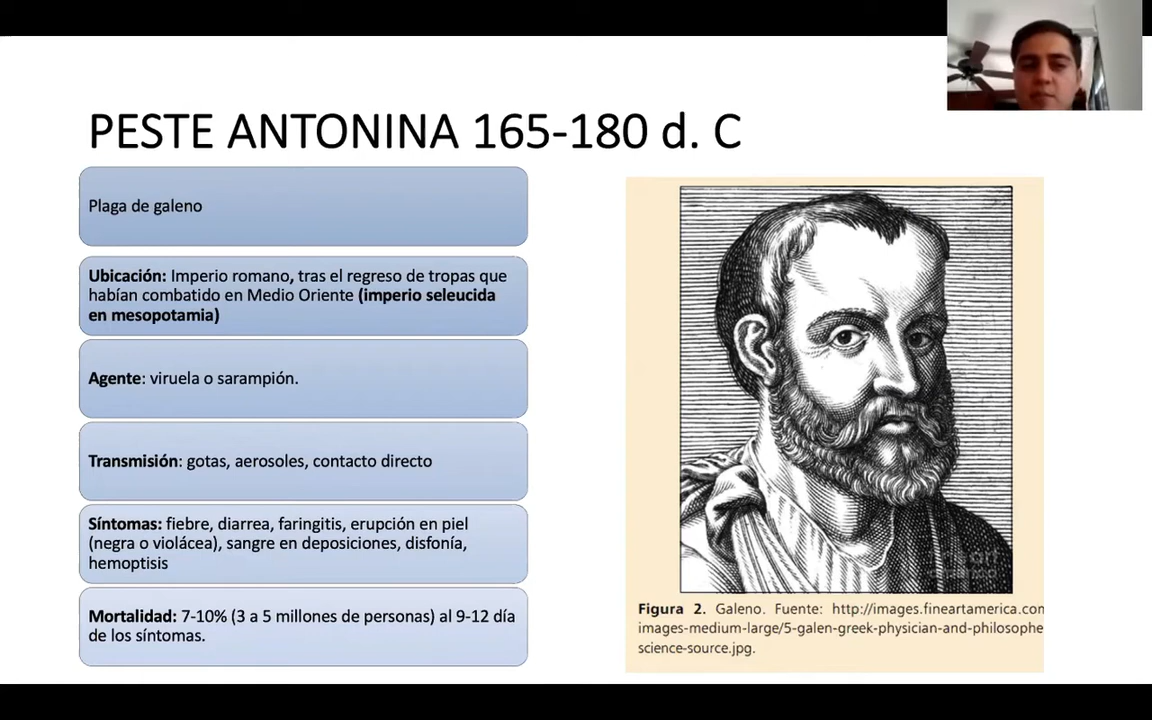 PESTE ANTONINA 165-180 d. C
Plaga de galeno
Ubicación: Imperio romano, tras el regreso de tropas que
habían combatido en Medio Oriente (imperio seleucida
en mesopotamia)
Agente: viruela o sarampión.
Transmisión: gotas, aerosoles, contacto directo
Síntomas: fiebre, diarrea, faringitis, erupción en piel
(negra o violácea), sangre en deposiciones, disfonía,
hemoptisis
Mortalidad: 7-10% (3 a 5 millones de personas) al 9-12 día
de los síntomas.
Figura 2. Galeno. Fuente: http://images.fineartamerica.con
images-medium-large/5-galen-greek-physician-and-philosophe
science-source.jpg.